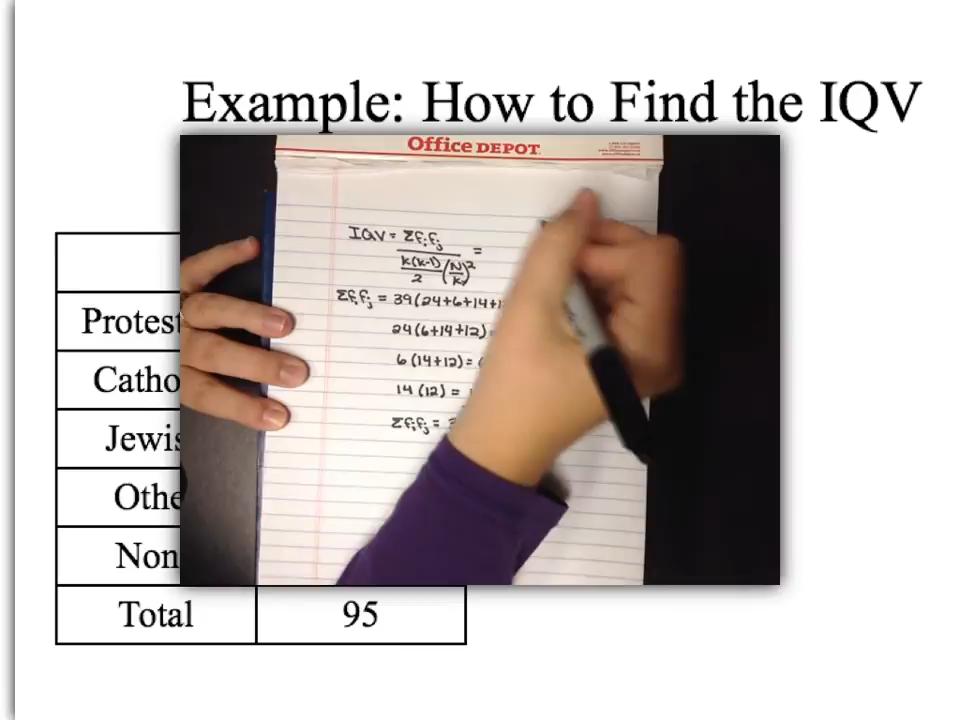 Example: How to Find the IQV
Office DEPOT.
IQV = Σfᵢfⱼ =
k(k-1) (N)²
2 k
Σfᵢfⱼ = 39(24+6+14+1
24(6+14+12)=
6(14+12)=
14(12)=
Σfᵢfⱼ =
Protest
Catho
Jewis
Othe
Non
Total 95